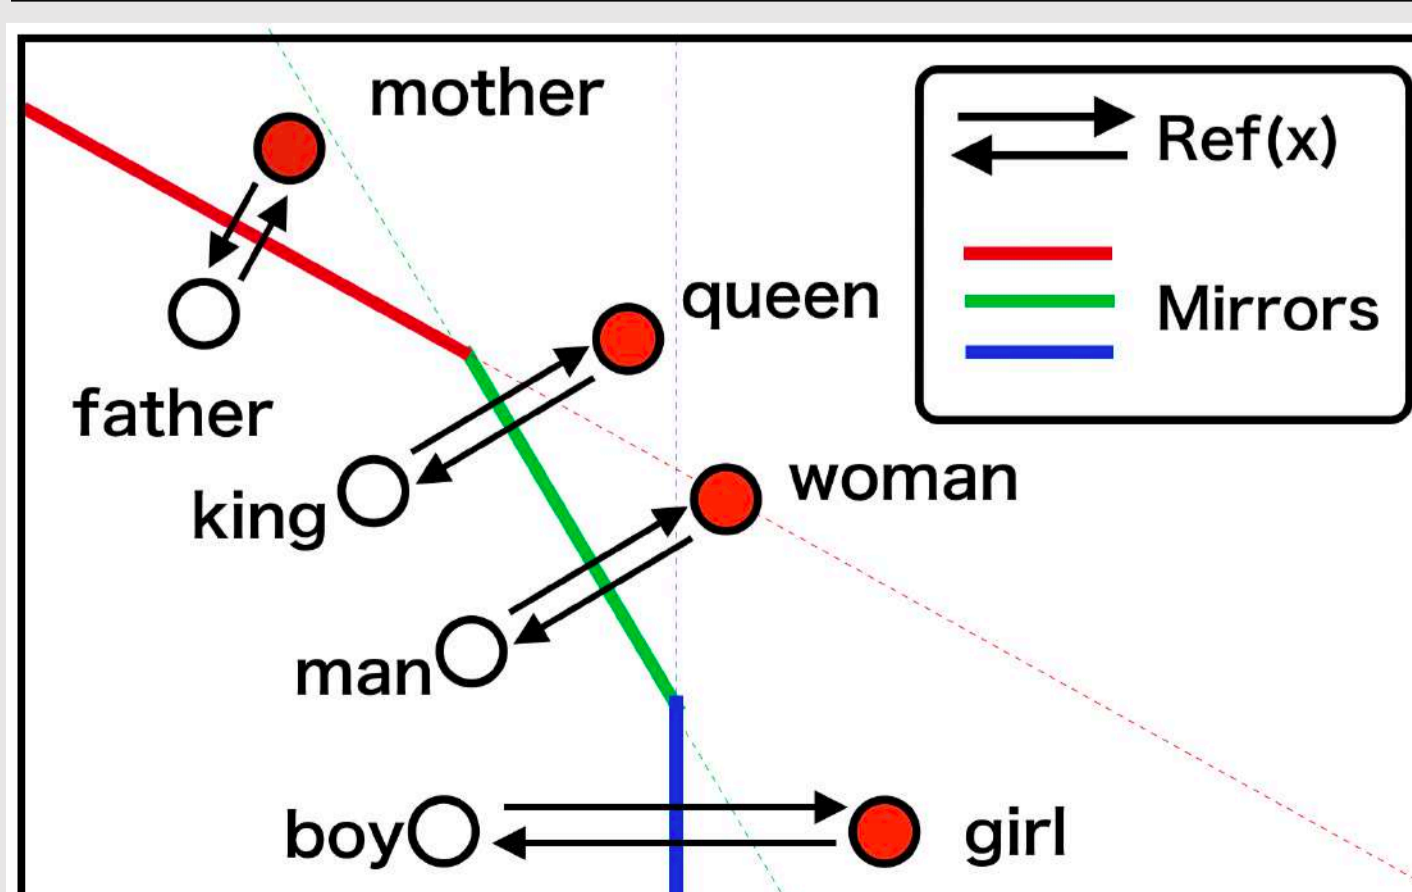 mother
Ref(x)
queen
Mirrors
father
woman
king
man
boy
girl